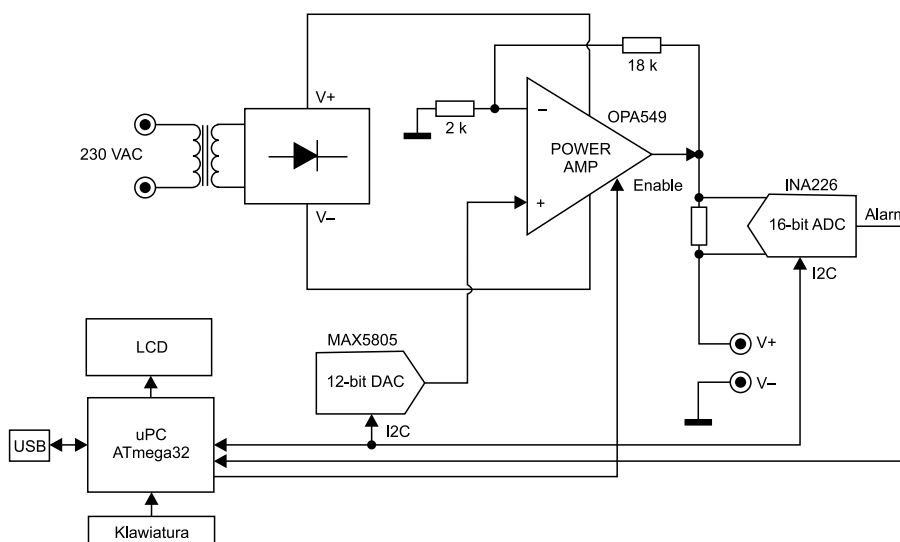 18 k
V+
2 k
OPA549
230 VAC
–
POWER
AMP
Enable
INA226
+
16-bit ADC
Alarm
V–
I2C
MAX5805
LCD
12-bit DAC
V+
V–
I2C
USB
uPC
ATmega32
Klawiatura